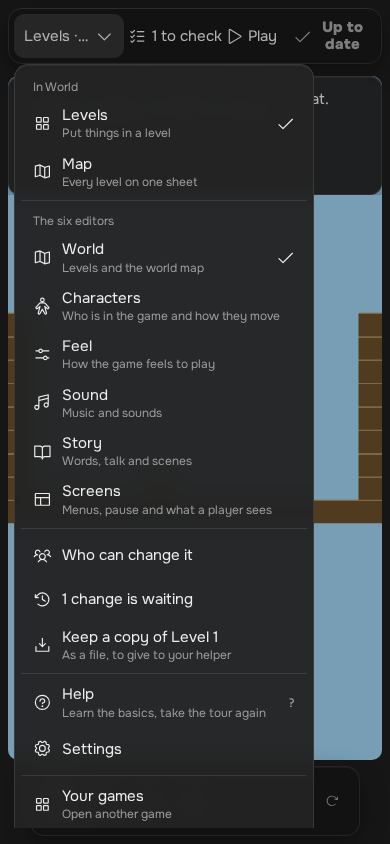 Levels ·...
1 to check
Play
Up to
date
at.
In World
Levels
Put things in a level
Map
Every level on one sheet
The six editors
World
Levels and the world map
Characters
Who is in the game and how they move
Feel
How the game feels to play
Sound
Music and sounds
Story
Words, talk and scenes
Screens
Menus, pause and what a player sees
Who can change it
1 change is waiting
Keep a copy of Level 1
As a file, to give to your helper
Help
?
Learn the basics, take the tour again
Settings
Your games
Open another game